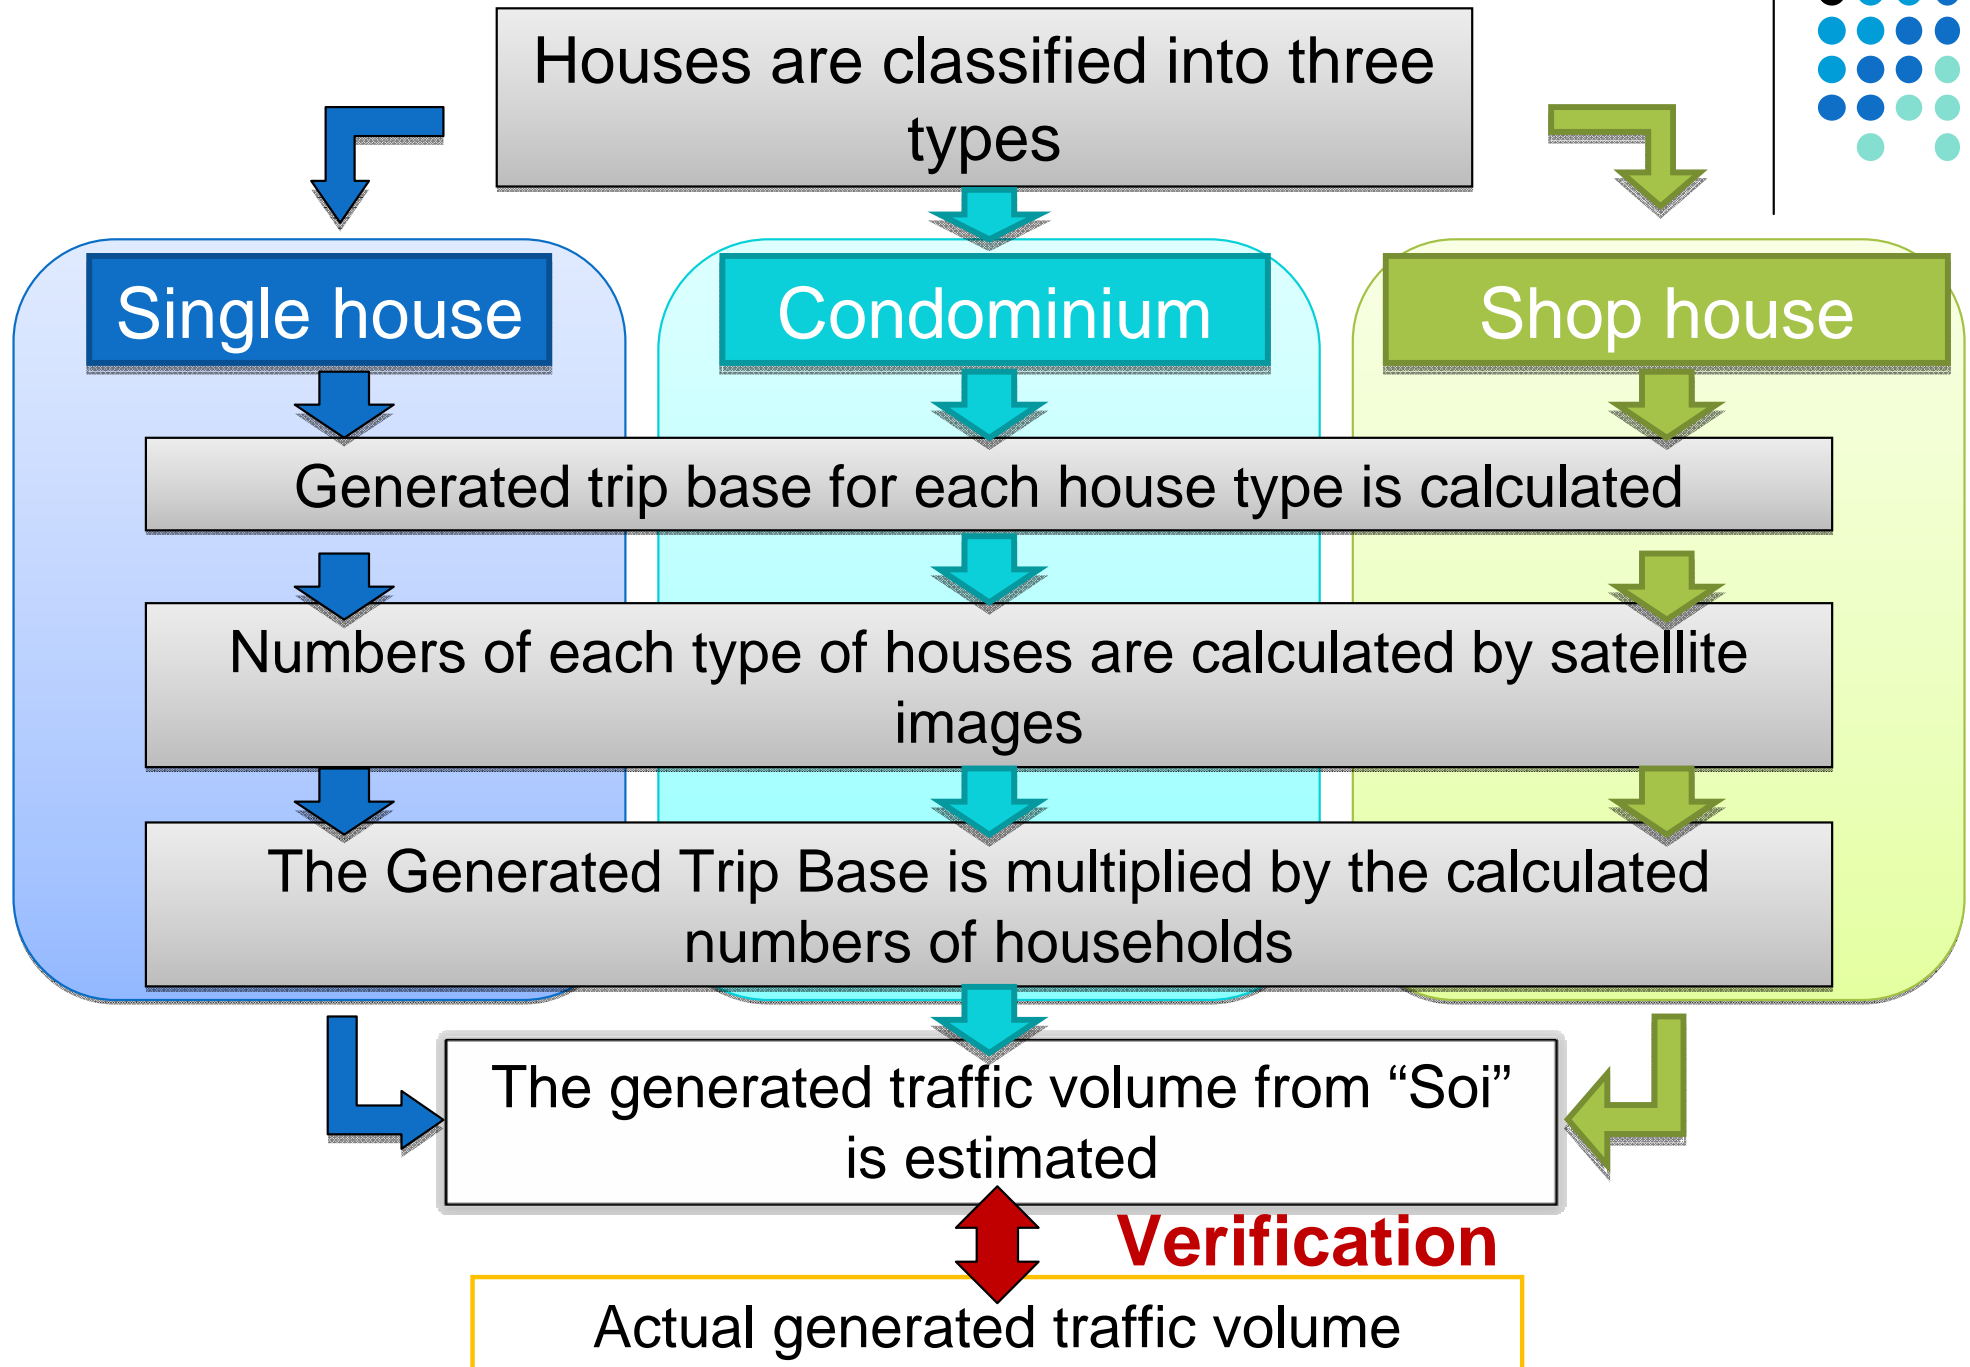 Houses are classified into three
types
Single house
Condominium
Shop house
Generated trip base for each house type is calculated
Numbers of each type of houses are calculated by satellite
images
The Generated Trip Base is multiplied by the calculated
numbers of households
The generated traffic volume from “Soi”
is estimated
Verification
Actual generated traffic volume